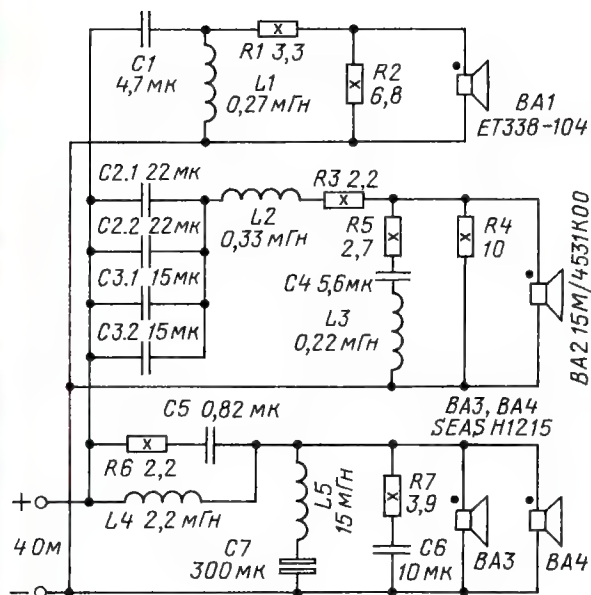 C1
4,7 мк
R1 3,3
L1
0,27 мГн
R2
6,8
BA1
ET338-104
C2.1 22 мк
C2.2 22 мк
C3.1 15 мк
C3.2 15 мк
L2
0,33 мГн
R3 2,2
R5
2,7
R4
10
C4 5,6 мк
L3
0,22 мГн
BA2 15M/4531K00
C5 0,82 мк
R6 2,2
L4 2,2 мГн
L5
15 мГн
C7
300 мк
R7
3,9
C6
10 мк
BA3, BA4
SEAS H1215
BA3
BA4
+
4 Ом
−